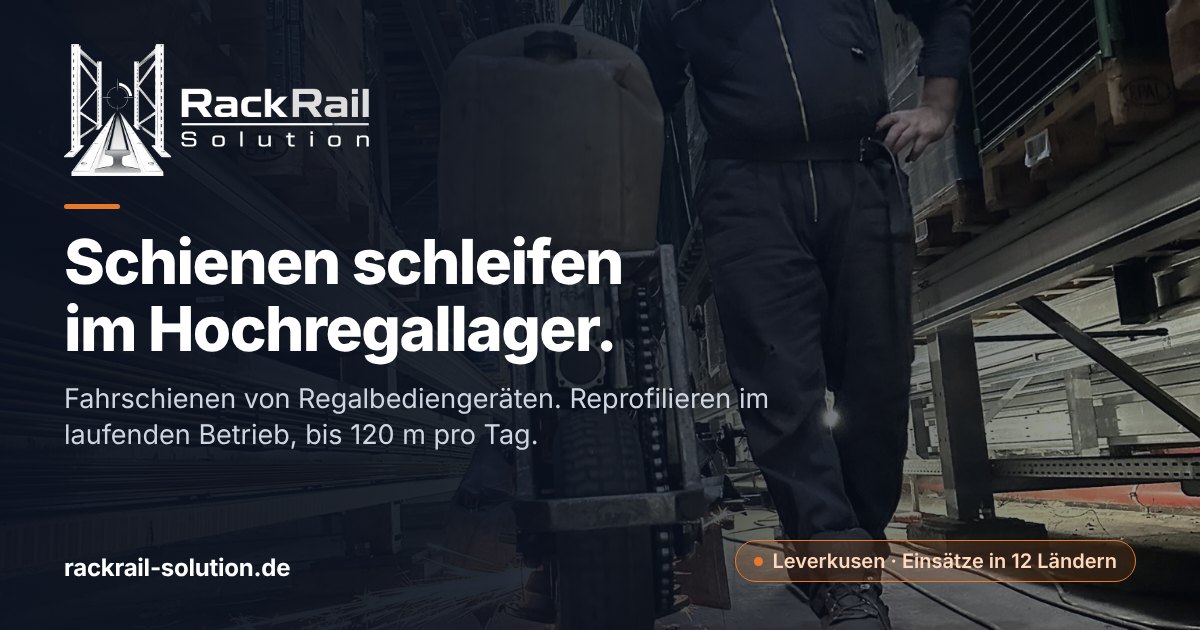 RackRail
Solution
Schienen schleifen
im Hochregallager.
Fahrschienen von Regalbediengeräten. Reprofilieren im
laufenden Betrieb, bis 120 m pro Tag.
rackrail-solution.de
Leverkusen · Einsätze in 12 Ländern